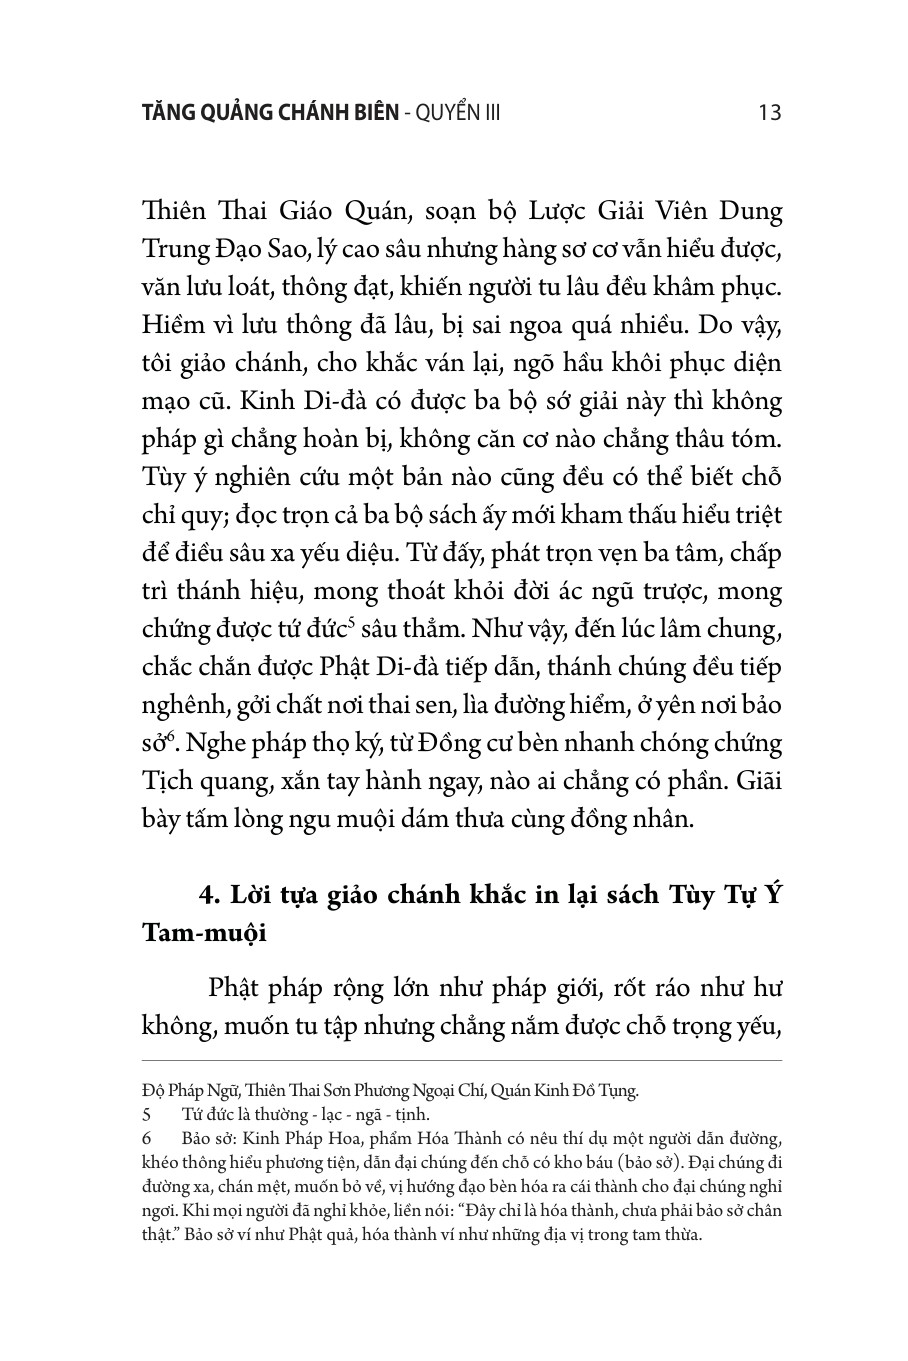 TĂNG QUẢNG CHÁNH BIÊN - QUYỂN III 13
Thiên Thai Giáo Quán, soạn bộ Lược Giải Viên Dung
Trung Đạo Sao, lý cao sâu nhưng hàng sơ cơ vẫn hiểu được,
văn lưu loát, thông đạt, khiến người tu lâu đều khâm phục.
Hiềm vì lưu thông đã lâu, bị sai ngoa quá nhiều. Do vậy,
tôi giảo chánh, cho khắc ván lại, ngõ hầu khôi phục diện
mạo cũ. Kinh Di-đà có được ba bộ sớ giải này thì không
pháp gì chẳng hoàn bị, không căn cơ nào chẳng thâu tóm.
Tùy ý nghiên cứu một bản nào cũng đều có thể biết chỗ
chỉ quy; đọc trọn cả ba bộ sách ấy mới kham thấu hiểu triệt
để điều sâu xa yếu diệu. Từ đấy, phát trọn vẹn ba tâm, chấp
trì thánh hiệu, mong thoát khỏi đời ác ngũ trược, mong
chứng được tứ đức5 sâu thẳm. Như vậy, đến lúc lâm chung,
chắc chắn được Phật Di-đà tiếp dẫn, thánh chúng đều tiếp
nghênh, gởi chất nơi thai sen, lìa đường hiểm, ở yên nơi bảo
sở6. Nghe pháp thọ ký, từ Đồng cư bèn nhanh chóng chứng
Tịch quang, xắn tay hành ngay, nào ai chẳng có phần. Giãi
bày tấm lòng ngu muội dám thưa cùng đồng nhân.
4. Lời tựa giảo chánh khắc in lại sách Tùy Tự Ý
Tam-muội
Phật pháp rộng lớn như pháp giới, rốt ráo như hư
không, muốn tu tập nhưng chẳng nắm được chỗ trọng yếu,
Độ Pháp Ngữ, Thiên Thai Sơn Phương Ngoại Chí, Quán Kinh Đồ Tụng.
5 Tứ đức là thường - lạc - ngã - tịnh.
6 Bảo sở: Kinh Pháp Hoa, phẩm Hóa Thành có nêu thí dụ một người dẫn đường,
khéo thông hiểu phương tiện, dẫn đại chúng đến chỗ có kho báu (bảo sở). Đại chúng đi
đường xa, chán mệt, muốn bỏ về, vị hướng đạo bèn hóa ra cái thành cho đại chúng nghỉ
ngơi. Khi mọi người đã nghỉ khỏe, liền nói: “Đây chỉ là hóa thành, chưa phải bảo sở chân
thật.” Bảo sở ví như Phật quả, hóa thành ví như những địa vị trong tam thừa.